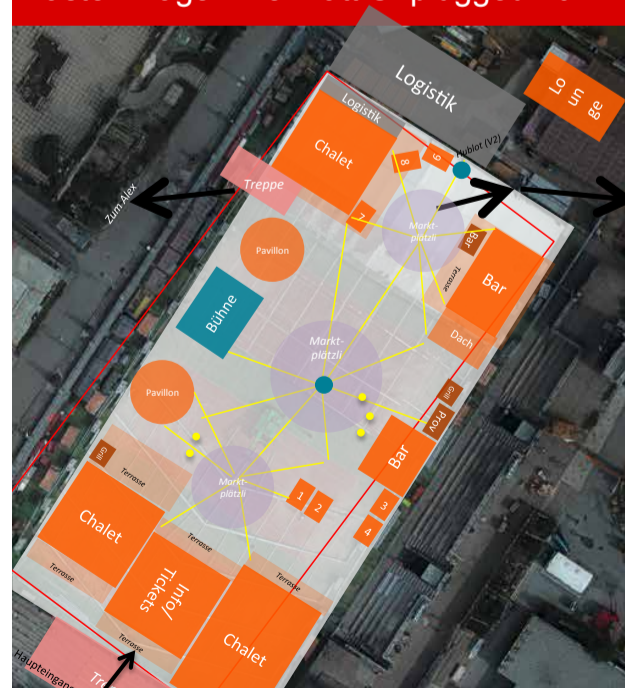 Logistik
Lo
un
ge
Logistik
Chalet
8
9
Hublot (V2)
Treppe
Zum Alex
7
Markt-
plätzli
Bar
Terrasse
Bar
Pavillon
Bühne
Dach
Markt-
plätzli
Pavillon
Grill
Prov
Bar
Grill
Terrasse
Markt-
plätzli
1
2
3
4
Chalet
Terrasse
Terrasse
Info/
Tickets
Terrasse
Terrasse
Chalet
Haupteingang